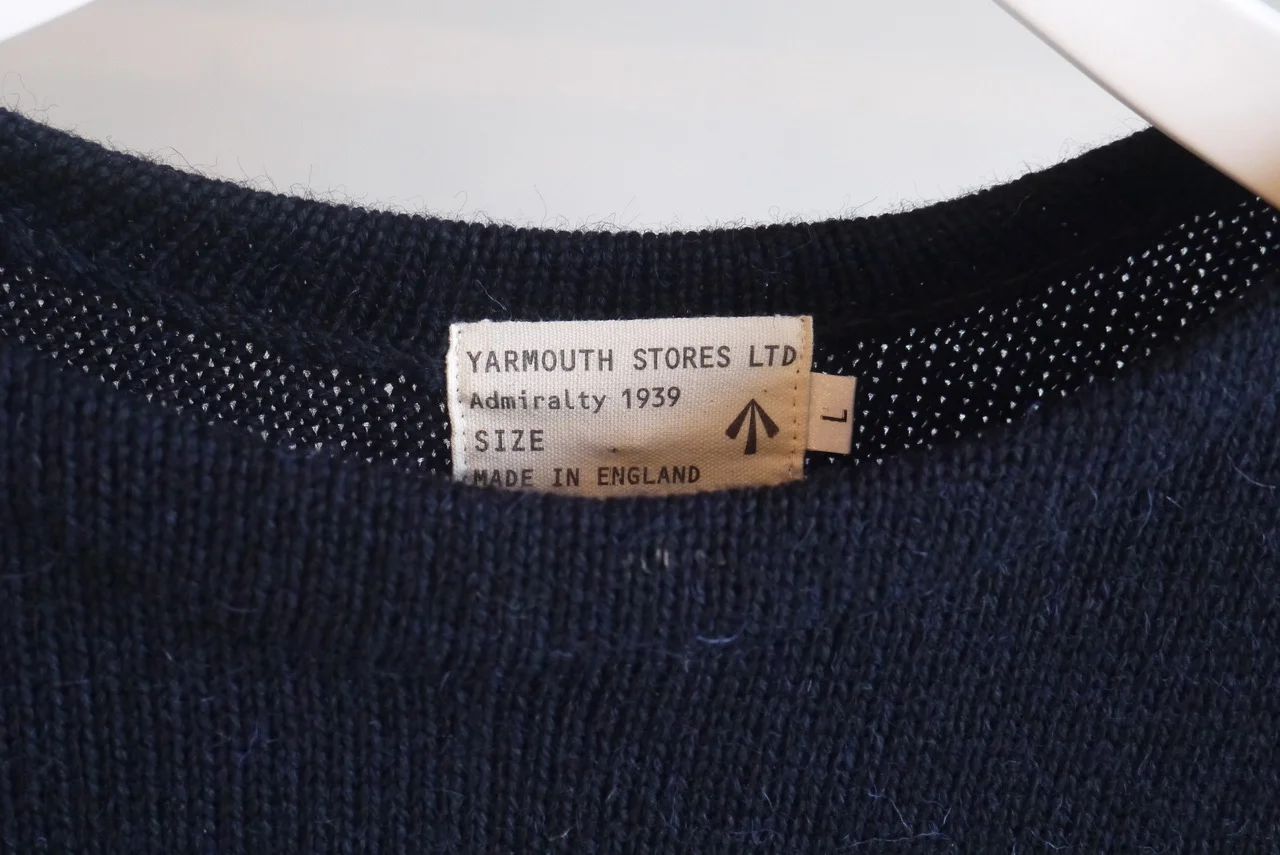 YARMOUTH STORES LTD
Admiralty 1939
SIZE
MADE IN ENGLAND
L